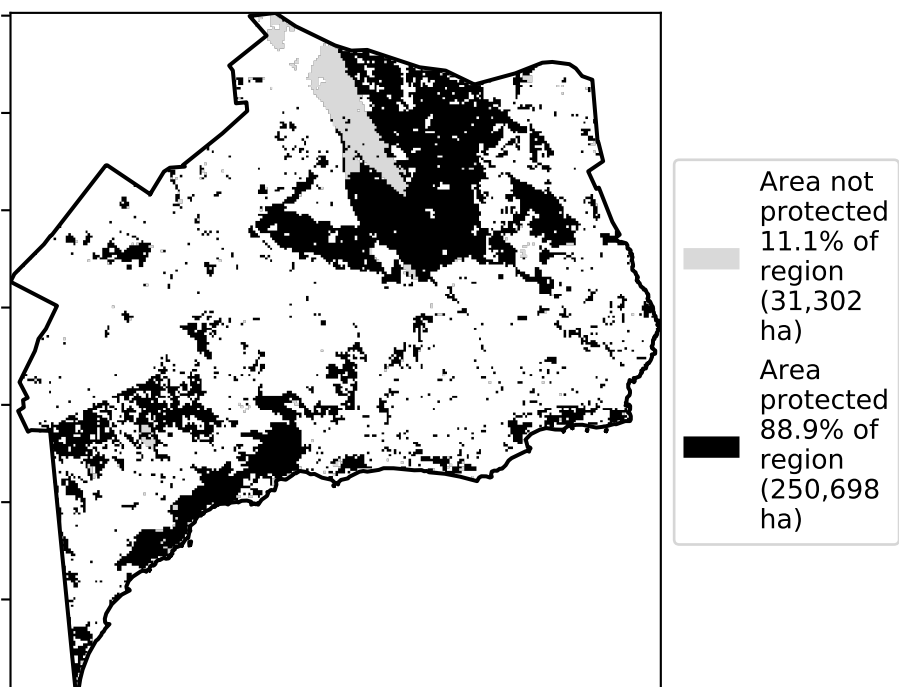 Area not
protected
11.1% of
region
(31,302
ha)
Area
protected
88.9% of
region
(250,698
ha)